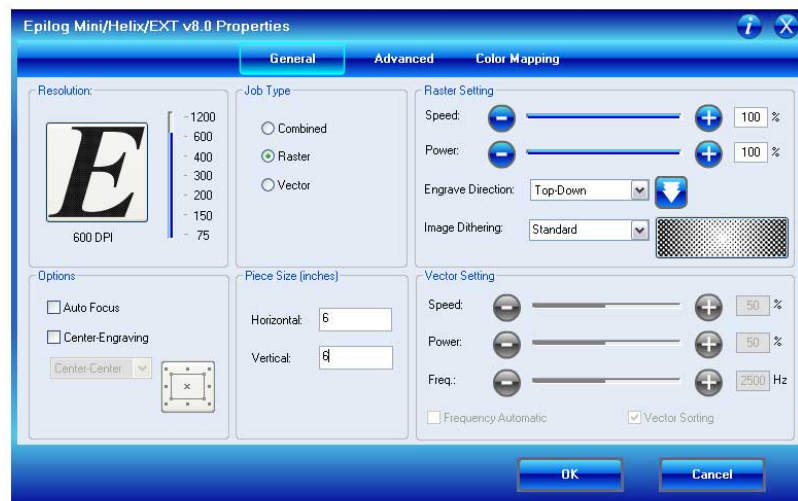 Epilog Mini/Helix/EXT v8.0 Properties
i X
General Advanced Color Mapping
Resolution:
E
600 DPI
1200
600
400
300
200
150
75
Job Type
Combined
Raster
Vector
Raster Setting
Speed: 100 %
Power: 100 %
Engrave Direction: Top-Down
Image Dithering: Standard
Options
Auto Focus
Center-Engraving
Center-Center
Piece Size (inches)
Horizontal: 6
Vertical: 6
Vector Setting
Speed: 50 %
Power: 50 %
Freq.: 2500 Hz
Frequency Automatic Vector Sorting
OK Cancel